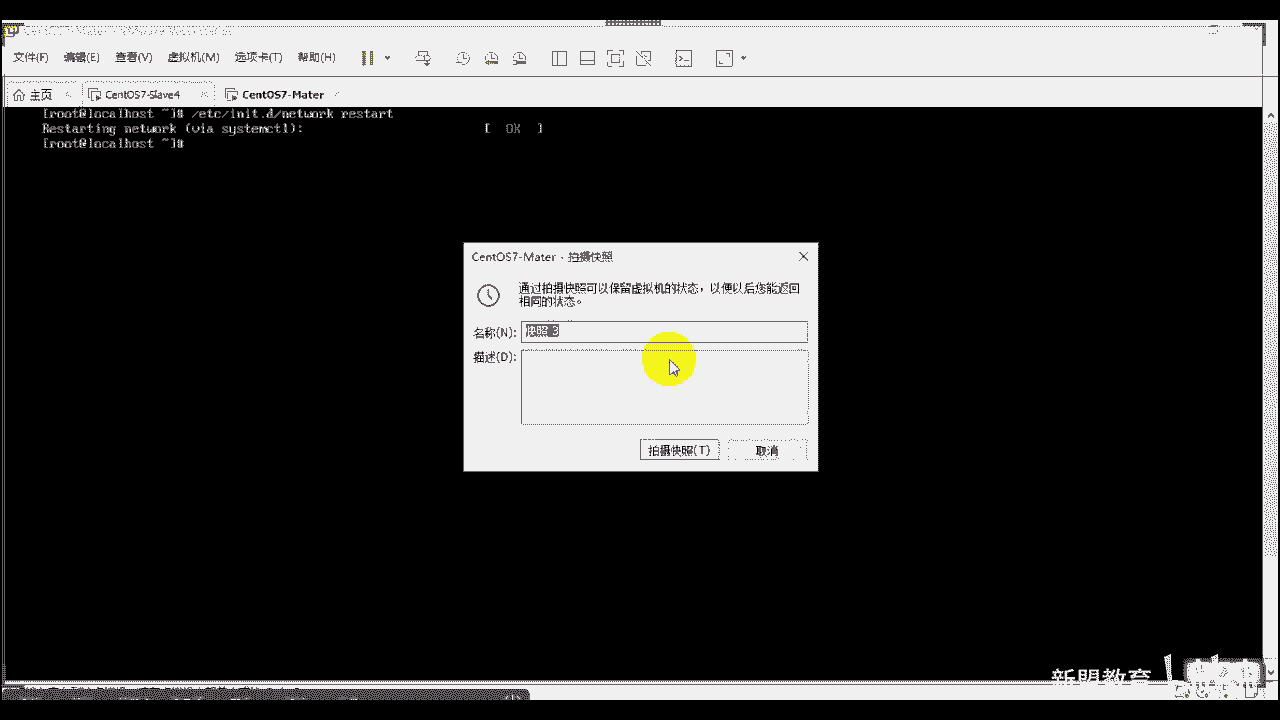 文件(F) 编辑(E) 查看(V) 虚拟机(M) 选项卡(T) 帮助(H)
主页 CentOS7-Slave4 CentOS7-Mater
[root@localhost ~]# /etc/init.d/network restart
Restarting network (via systemctl): [ OK ]
[root@localhost ~]#
CentOS7-Mater - 拍摄快照
通过拍摄快照可以保留虚拟机的状态，以便以后您能返回
相同的状态。
名称(N): 快照 3
描述(D):
拍摄快照(T) 取消
新盟教育